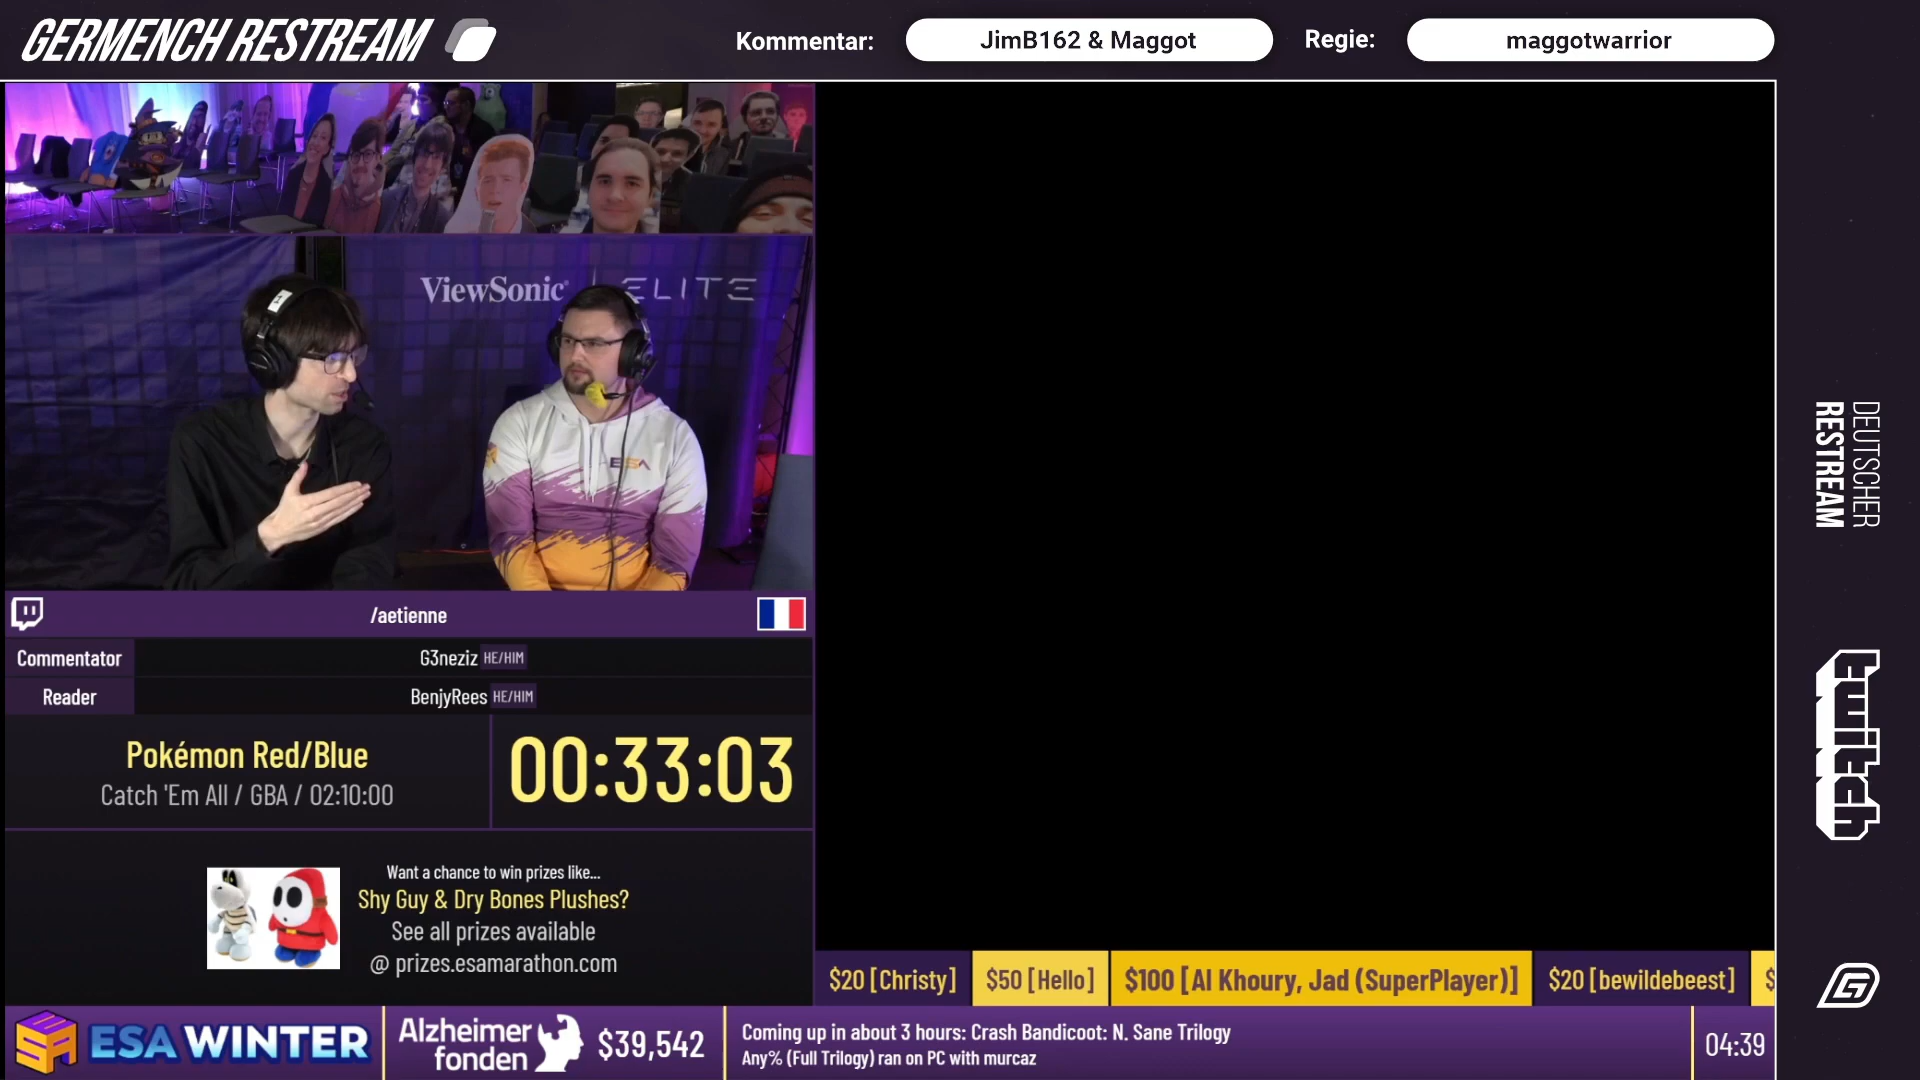 GERMENCH RESTREAM
Kommentar:
JimB162 & Maggot
Regie:
maggotwarrior
ViewSonic ELITE
ESA
/aetienne
Commentator
G3neziz HE/HIM
Reader
BenjyRees HE/HIM
Pokémon Red/Blue
Catch 'Em All / GBA / 02:10:00
00:33:03
Want a chance to win prizes like...
Shy Guy & Dry Bones Plushes?
See all prizes available
@ prizes.esamarathon.com
$20 [Christy]
$50 [Hello]
$100 [Al Khoury, Jad (SuperPlayer)]
$20 [bewildebeest]
$
ESA WINTER
Alzheimer
fonden
$39,542
Coming up in about 3 hours: Crash Bandicoot: N. Sane Trilogy
Any% (Full Trilogy) ran on PC with murcaz
04:39
DEUTSCHER
RESTREAM
twitch
G